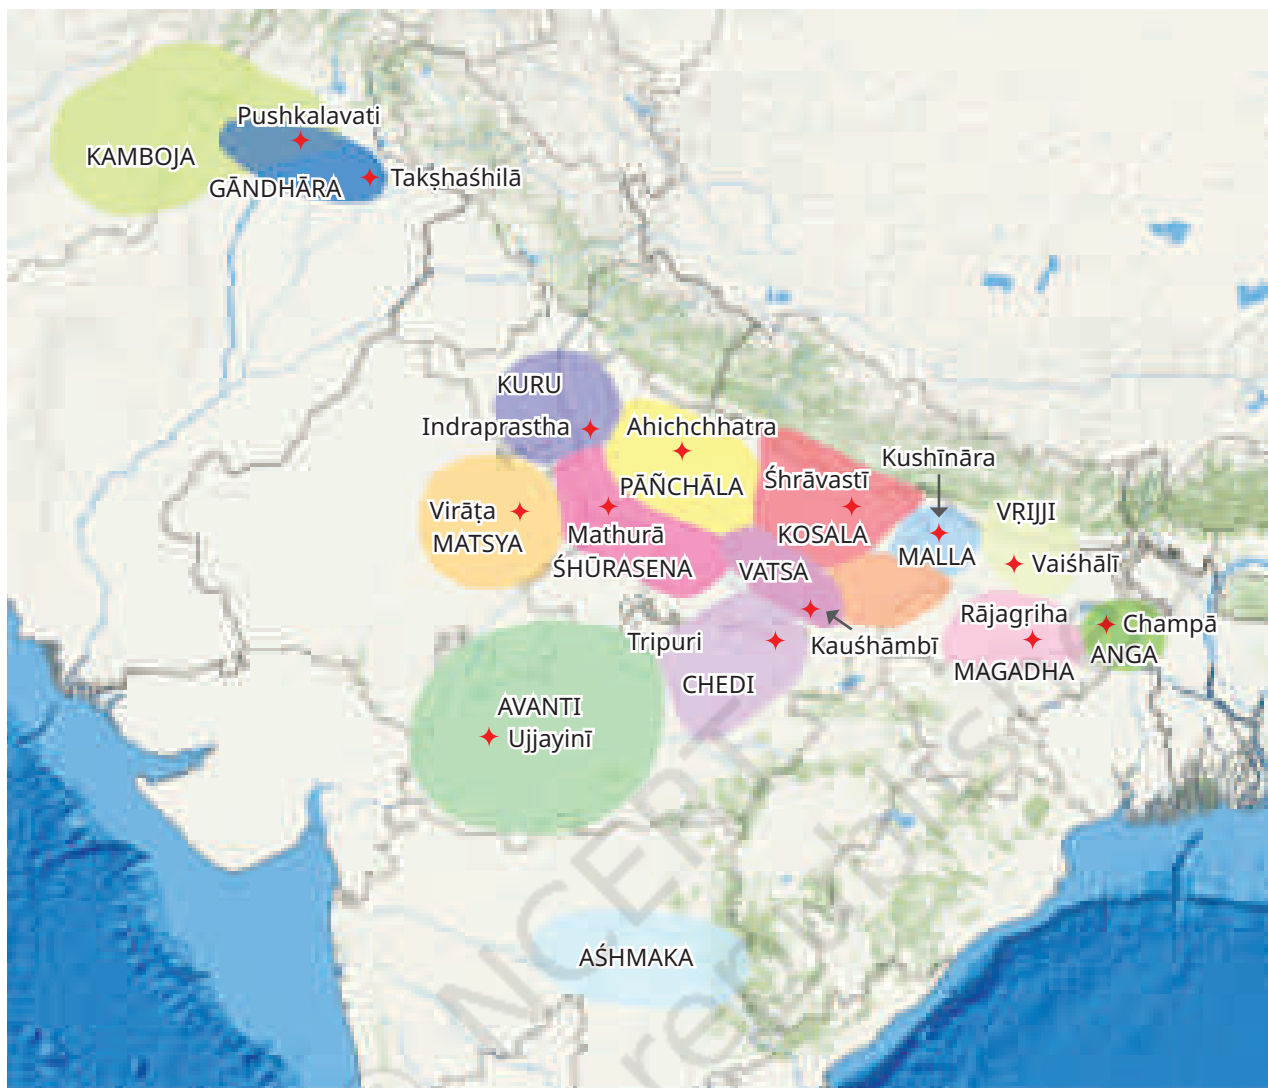 Pushkalavati
KAMBOJA
GĀNDHĀRA
Takṣhaśhilā
KURU
Indraprastha
Ahichchhatra
PĀÑCHĀLA
Kushīnāra
Śhrāvastī
KOSALA
VṚIJJI
Virāṭa
MATSYA
Mathurā
ŚHŪRASENA
VATSA
MALLA
Vaiśhālī
Rājagṛiha
MAGADHA
Champā
ANGA
Tripuri
Kauśhāmbī
CHEDI
AVANTI
Ujjayinī
AŚHMAKA
NCERT